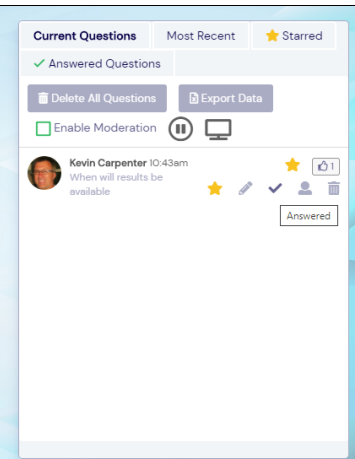 Current Questions Most Recent Starred
Answered Questions
Delete All Questions Export Data
Enable Moderation
Kevin Carpenter 10:43am
1
When will results be
available
Answered